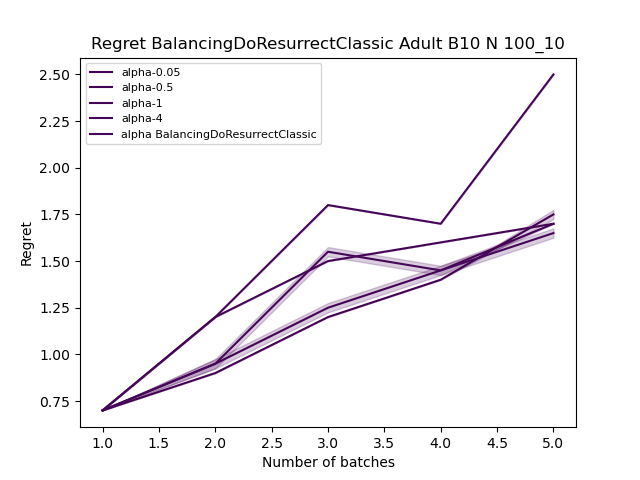 Regret BalancingDoResurrectClassic Adult B10 N 100_10
alpha-0.05
alpha-0.5
alpha-1
alpha-4
alpha BalancingDoResurrectClassic
Regret
2.50
2.25
2.00
1.75
1.50
1.25
1.00
0.75
1.0 1.5 2.0 2.5 3.0 3.5 4.0 4.5 5.0
Number of batches